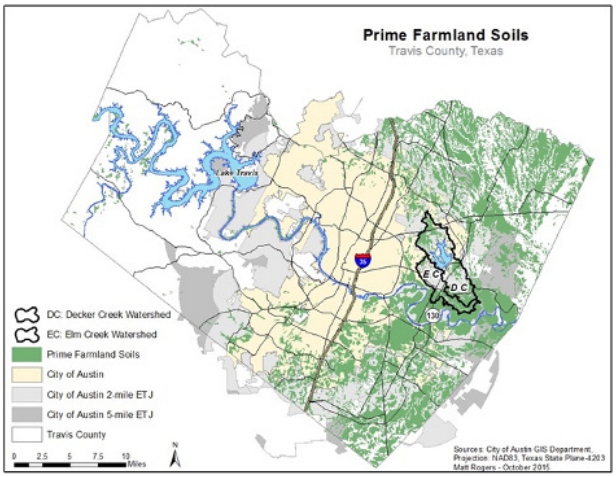 Prime Farmland Soils
Travis County, Texas
Lake Travis
35
E C
D C
130
DC: Decker Creek Watershed
EC: Elm Creek Watershed
Prime Farmland Soils
City of Austin
City of Austin 2-mile ETJ
City of Austin 5-mile ETJ
Travis County
N
0 2.5 5 7.5 10
Miles
Sources: City of Austin GIS Department,
Projection: NAD83, Texas State Plane-4203
Matt Rogers - October 2015